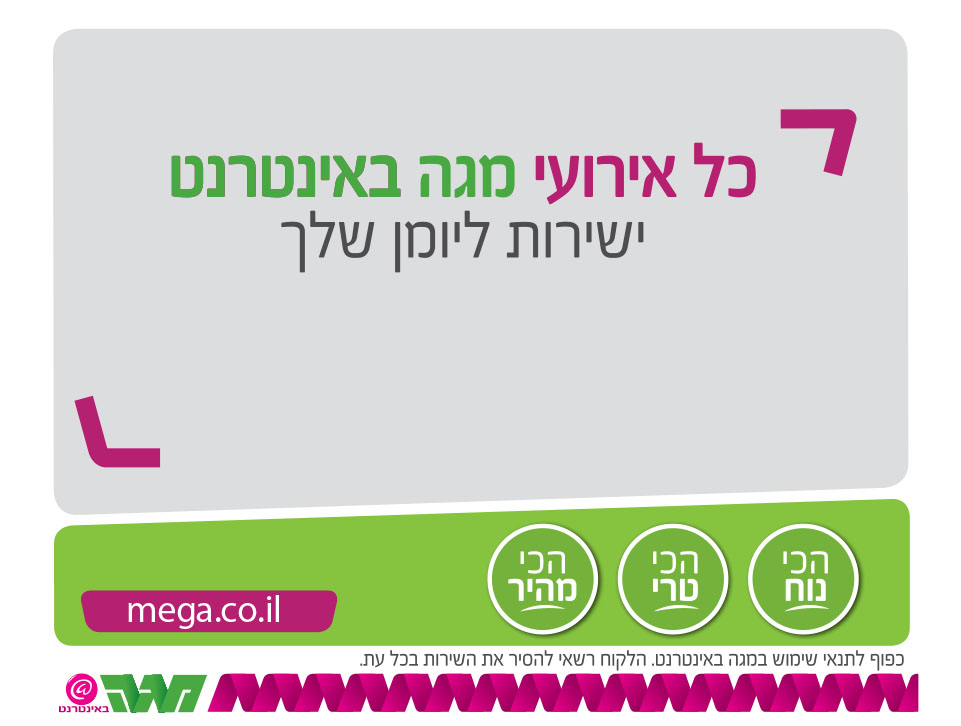 כל אירועי מגה באינטרנט
ישירות ליומן שלך
הכי נוח
הכי טרי
הכי מהיר
mega.co.il
כפוף לתנאי שימוש במגה באינטרנט. הלקוח רשאי להסיר את השירות בכל עת.
מגה
@
באינטרנט